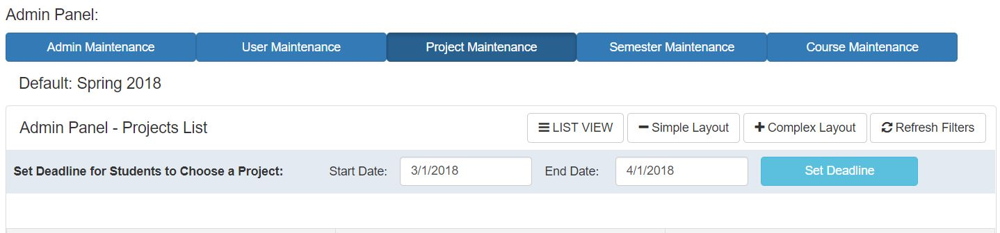 Admin Panel:
Admin Maintenance User Maintenance Project Maintenance Semester Maintenance Course Maintenance
Default: Spring 2018
Admin Panel - Projects List LIST VIEW Simple Layout Complex Layout Refresh Filters
Set Deadline for Students to Choose a Project: Start Date: 3/1/2018 End Date: 4/1/2018 Set Deadline